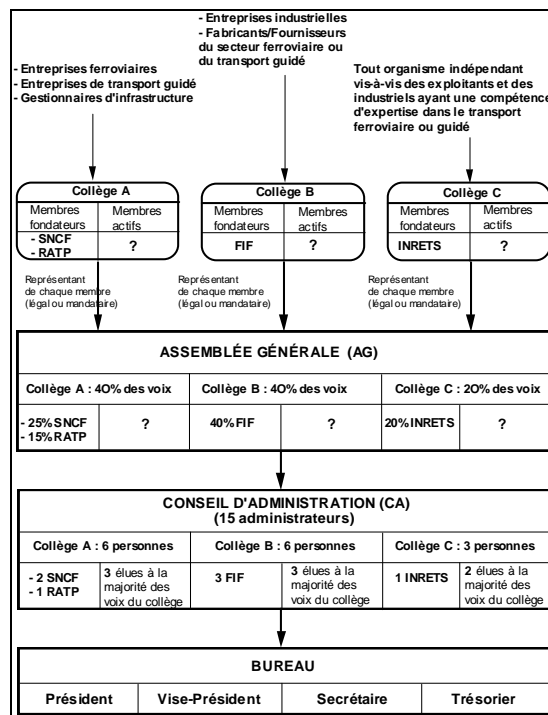 - Entreprises industrielles
- Fabricants/Fournisseurs
du secteur ferroviaire ou
du transport guidé
- Entreprises ferroviaires
- Entreprises de transport guidé
- Gestionnaires d'infrastructure
Tout organisme indépendant
vis-à-vis des exploitants et des
industriels ayant une compétence
d'expertise dans le transport
ferroviaire ou guidé
Collège A
Membres
fondateurs
Membres
actifs
- SNCF
- RATP
?
Collège B
Membres
fondateurs
Membres
actifs
FIF
?
Collège C
Membres
fondateurs
Membres
actifs
INRETS
?
Représentant
de chaque membre
(légal ou mandataire)
Représentant
de chaque membre
(légal ou mandataire)
Représentant
de chaque membre
(légal ou mandataire)
ASSEMBLÉE GÉNÉRALE (AG)
Collège A : 40% des voix
Collège B : 40% des voix
Collège C : 20% des voix
- 25% SNCF
- 15% RATP
?
40% FIF
?
20% INRETS
?
CONSEIL D'ADMINISTRATION (CA)
(15 administrateurs)
Collège A : 6 personnes
Collège B : 6 personnes
Collège C : 3 personnes
- 2 SNCF
- 1 RATP
3 élues à la
majorité des
voix du collège
3 FIF
3 élues à la
majorité des
voix du collège
1 INRETS
2 élues à la
majorité des
voix du collège
BUREAU
Président
Vise-Président
Secrétaire
Trésorier